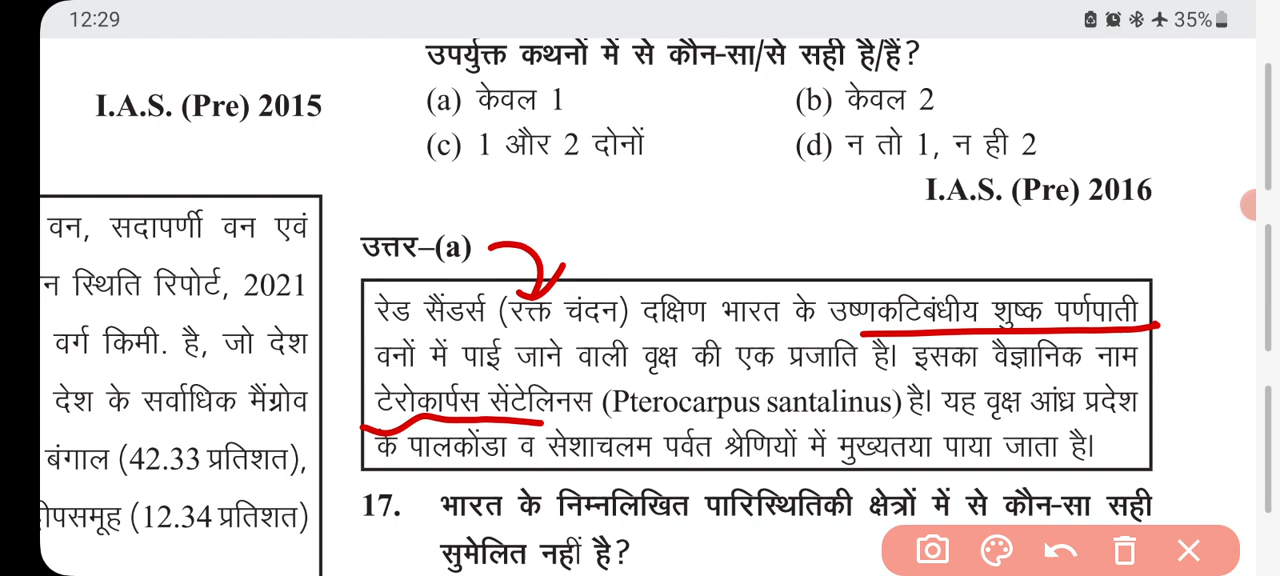 12:29
35%
उपर्युक्त कथनों में से कौन-सा/से सही है/हैं?
I.A.S. (Pre) 2015
(a) केवल 1
(b) केवल 2
(c) 1 और 2 दोनों
(d) न तो 1, न ही 2
I.A.S. (Pre) 2016
वन, सदापर्णी वन एवं
न स्थिति रिपोर्ट, 2021
वर्ग किमी. है, जो देश
देश के सर्वाधिक मैंग्रोव
बंगाल (42.33 प्रतिशत),
ोपसमूह (12.34 प्रतिशत)
उत्तर–(a)
रेड सैंडर्स (रक्त चंदन) दक्षिण भारत के उष्णकटिबंधीय शुष्क पर्णपाती
वनों में पाई जाने वाली वृक्ष की एक प्रजाति है। इसका वैज्ञानिक नाम
टेरोकार्पस सेंटेलिनस (Pterocarpus santalinus) है। यह वृक्ष आंध्र प्रदेश
के पालकोंडा व सेशाचलम पर्वत श्रेणियों में मुख्यतया पाया जाता है।
17. भारत के निम्नलिखित पारिस्थितिकी क्षेत्रों में से कौन-सा सही
सुमेलित नहीं है?